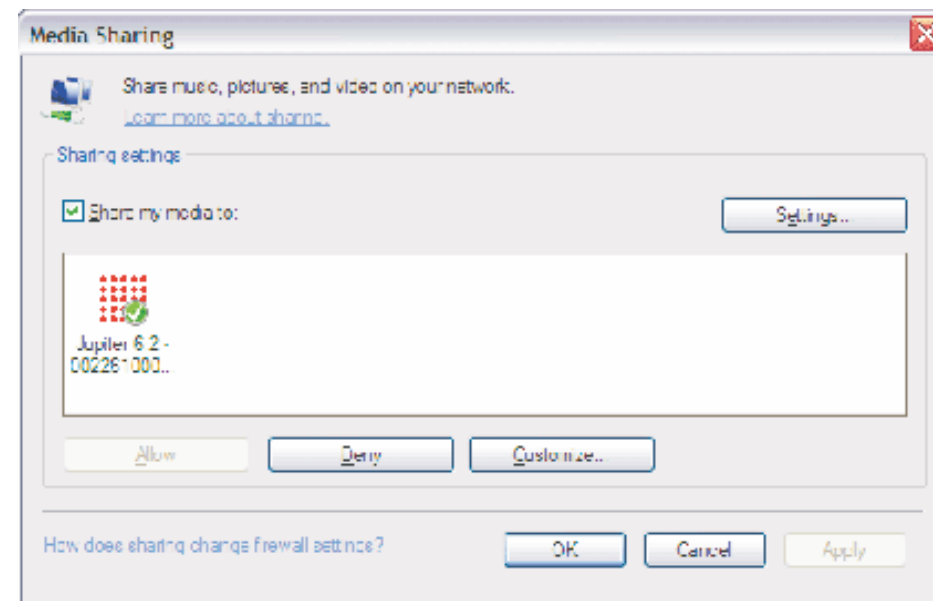 Media Sharing
Share music, pictures, and video on your network.
Learn more about sharing.
Sharing settings
Share my media to:
Settings...
Jupiter 6.2 -
002261000...
Allow
Deny
Customize...
How does sharing change firewall settings?
OK
Cancel
Apply